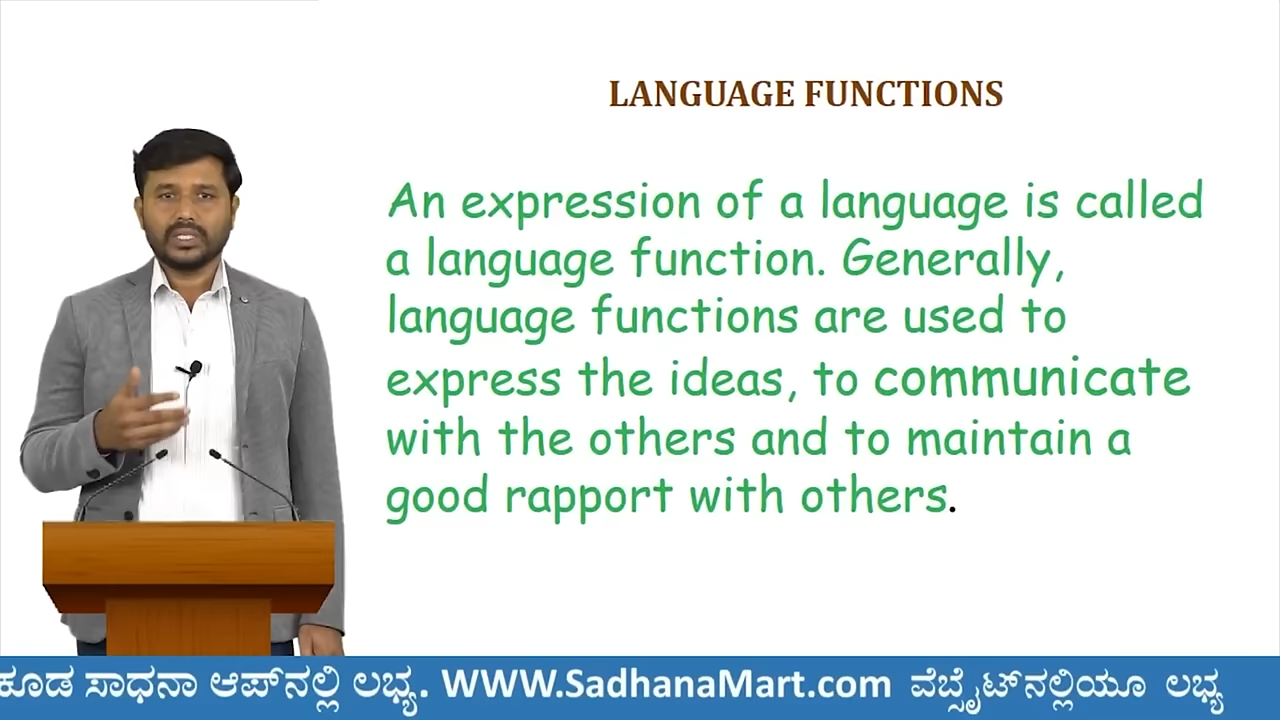 LANGUAGE FUNCTIONS
An expression of a language is called
a language function. Generally,
language functions are used to
express the ideas, to communicate
with the others and to maintain a
good rapport with others.
ಕೂಡ ಸಾಧನಾ ಆಪ್‌ನಲ್ಲಿ ಲಭ್ಯ. WWW.SadhanaMart.com ವೆಬ್ಸೈಟ್‌ನಲ್ಲಿಯೂ ಲಭ್ಯ